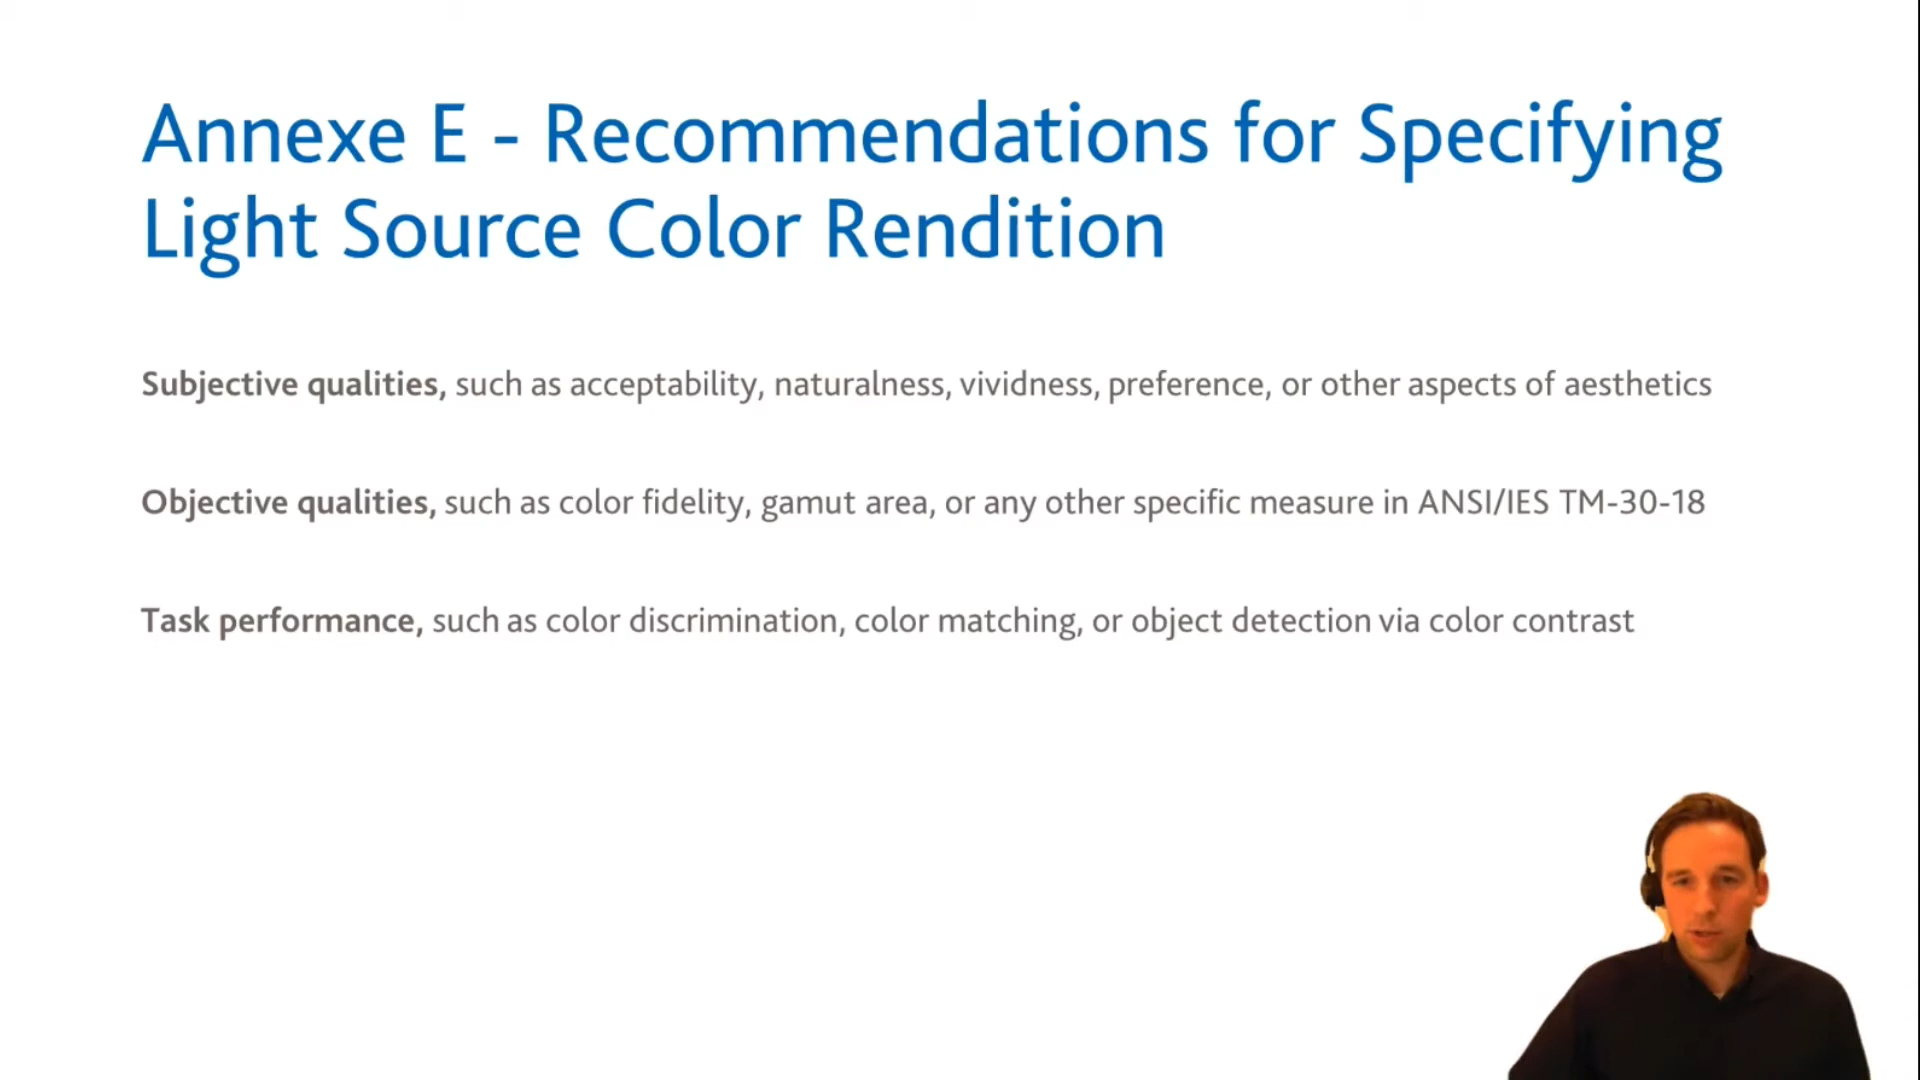 Annexe E - Recommendations for Specifying
Light Source Color Rendition
Subjective qualities, such as acceptability, naturalness, vividness, preference, or other aspects of aesthetics
Objective qualities, such as color fidelity, gamut area, or any other specific measure in ANSI/IES TM-30-18
Task performance, such as color discrimination, color matching, or object detection via color contrast